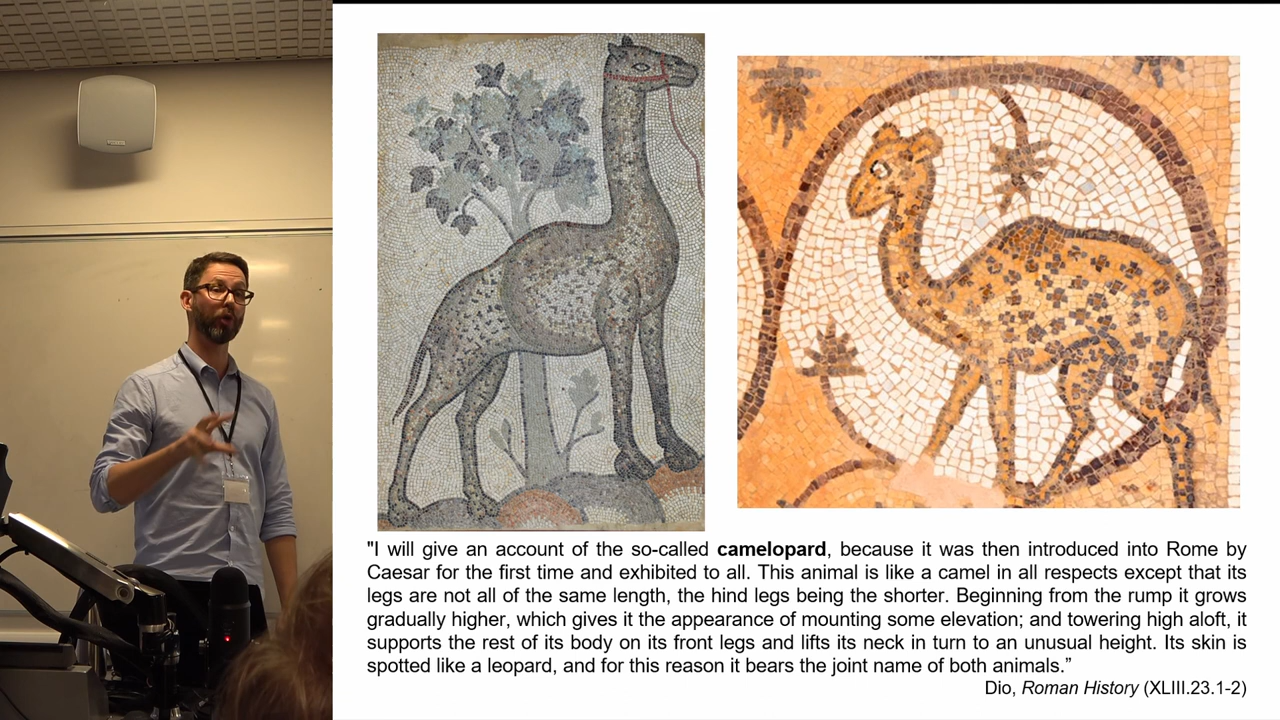 "I will give an account of the so-called camelopard, because it was then introduced into Rome by
Caesar for the first time and exhibited to all. This animal is like a camel in all respects except that its
legs are not all of the same length, the hind legs being the shorter. Beginning from the rump it grows
gradually higher, which gives it the appearance of mounting some elevation; and towering high aloft, it
supports the rest of its body on its front legs and lifts its neck in turn to an unusual height. Its skin is
spotted like a leopard, and for this reason it bears the joint name of both animals.”
Dio, Roman History (XLIII.23.1-2)